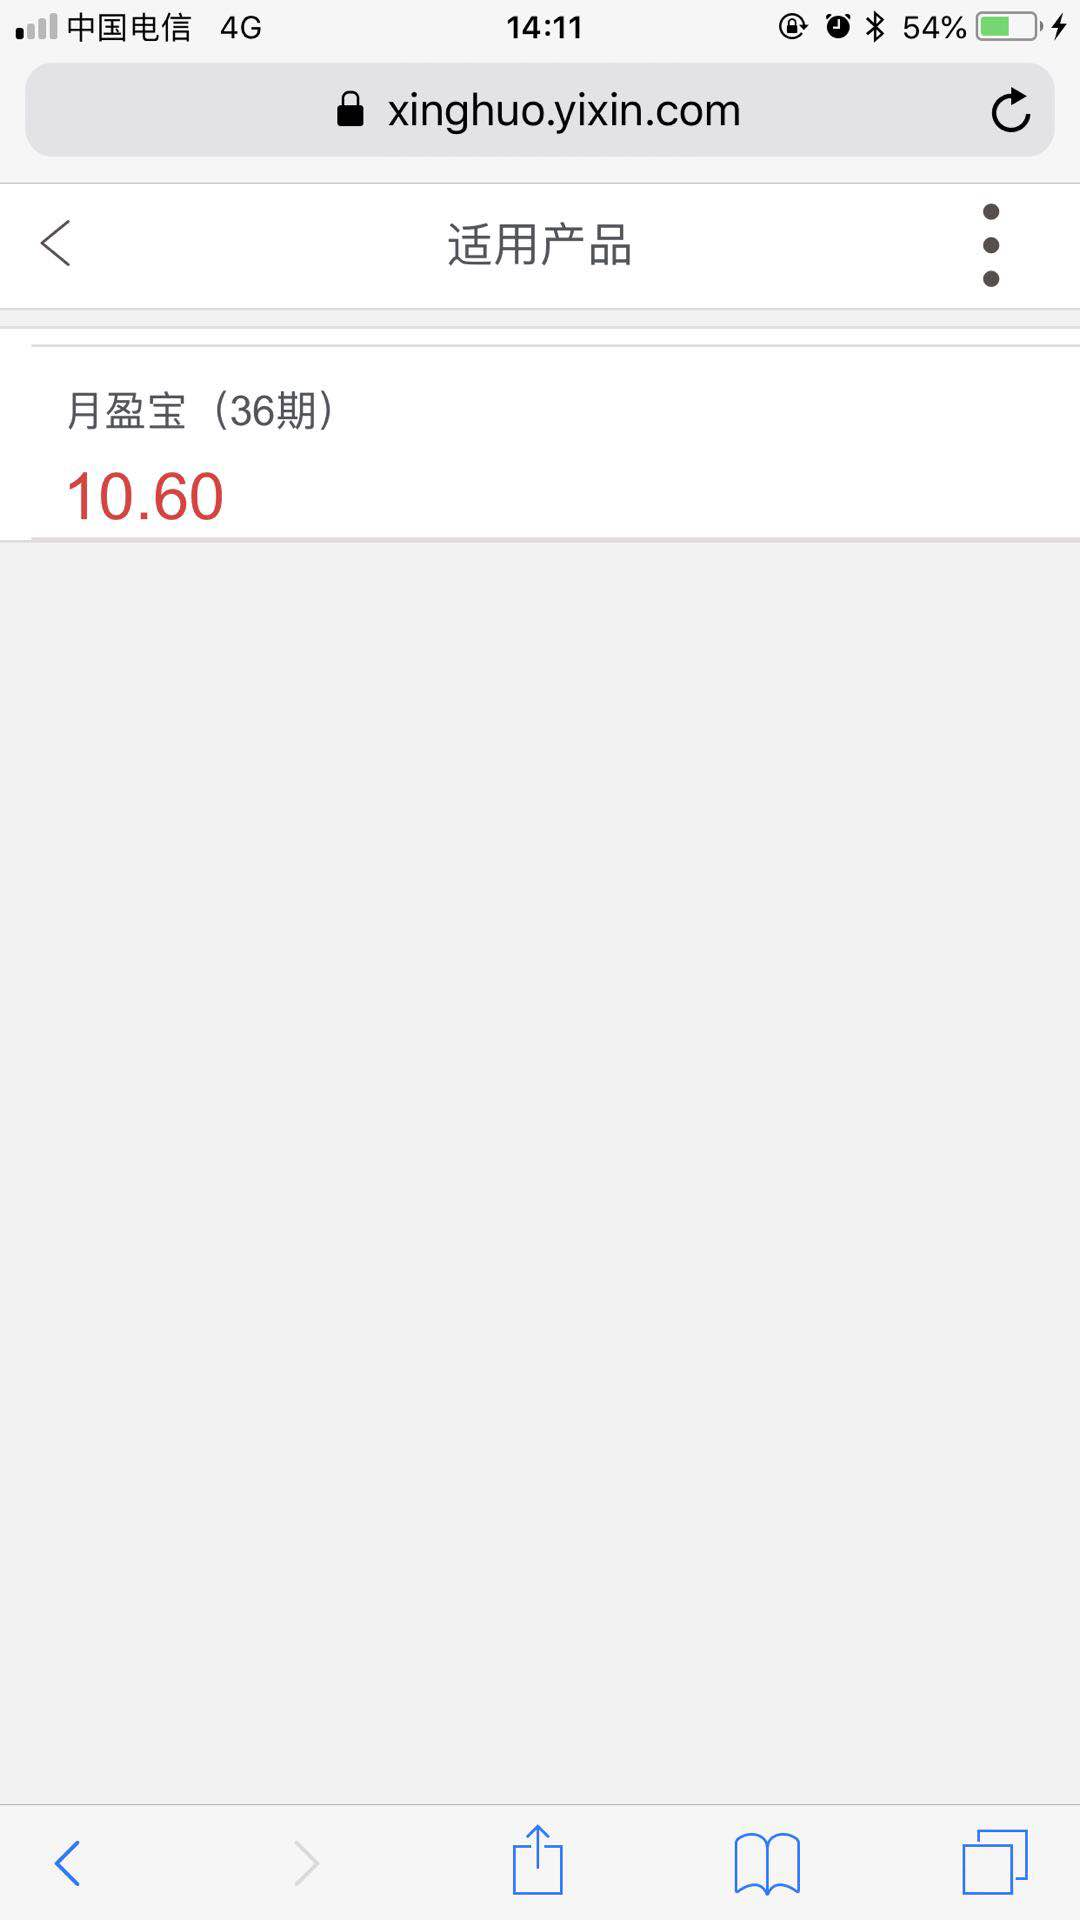 中国电信 4G 14:11 54%
xinghuo.yixin.com
适用产品
月盈宝（36期）
10.60